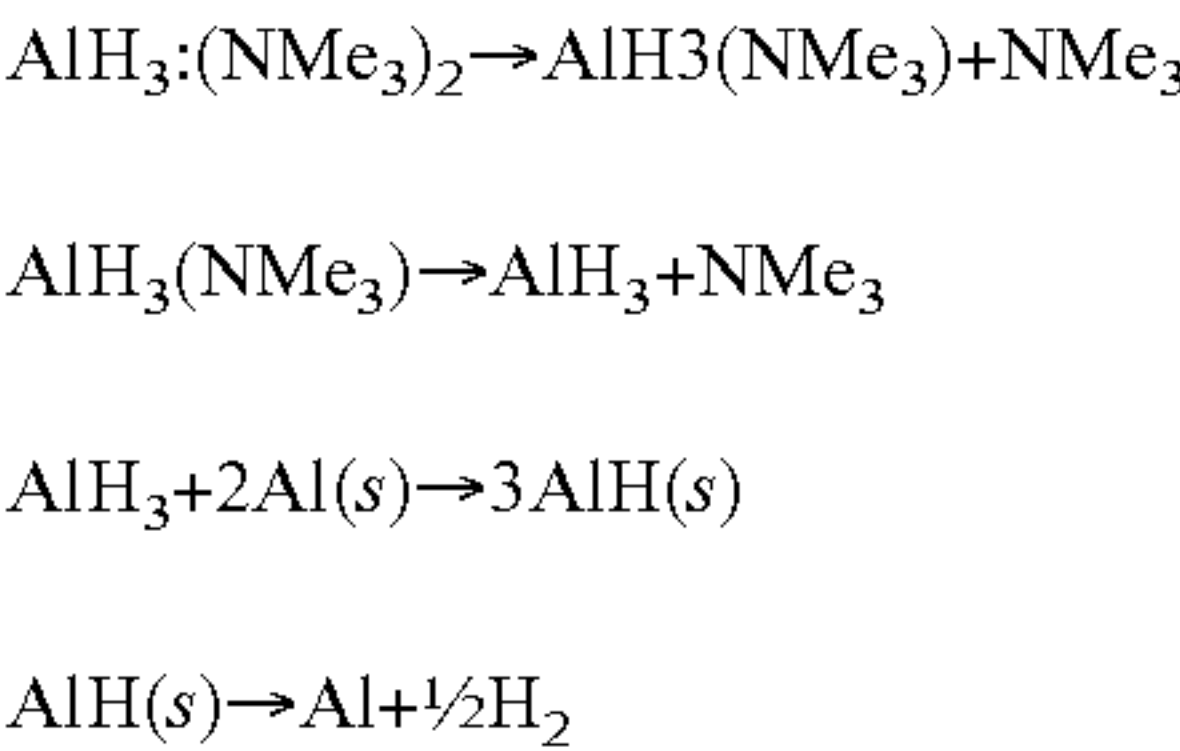 AlH₃:(NMe₃)₂→AlH3(NMe₃)+NMe₃
AlH₃(NMe₃)→AlH₃+NMe₃
AlH₃+2Al(s)→3AlH(s)
AlH(s)→Al+½H₂